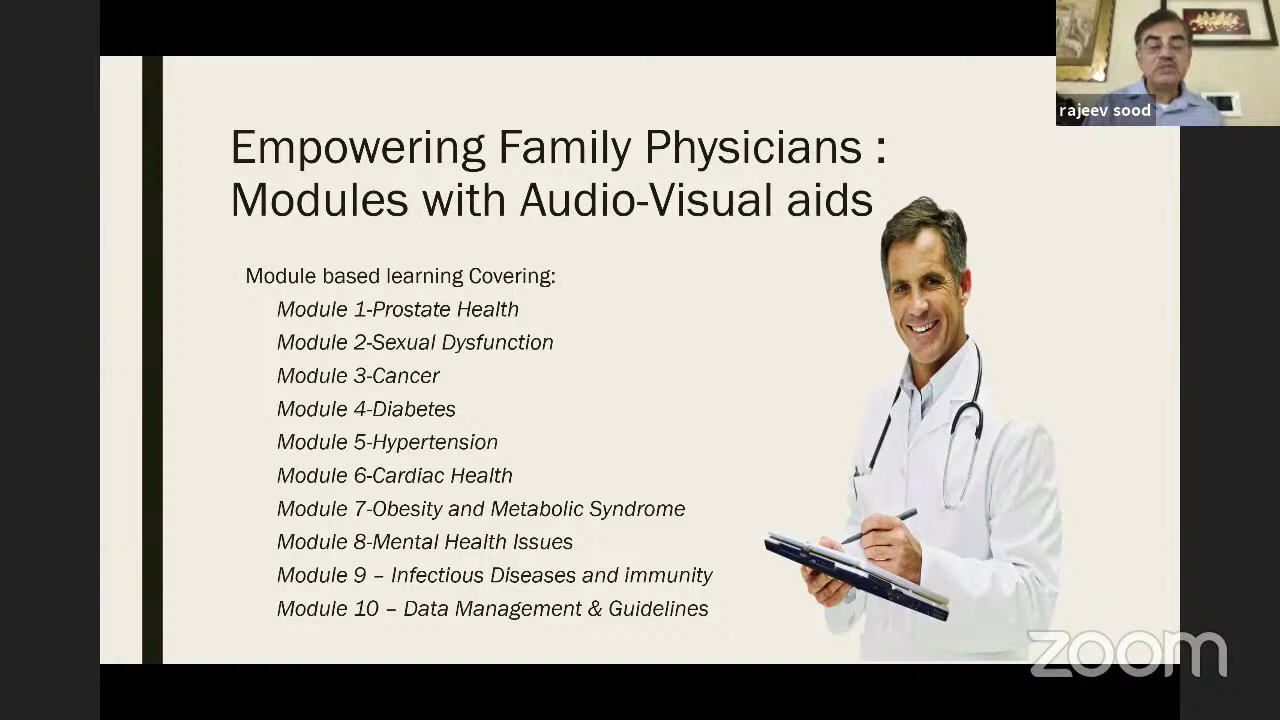 Empowering Family Physicians :
Modules with Audio-Visual aids
Module based learning Covering:
Module 1-Prostate Health
Module 2-Sexual Dysfunction
Module 3-Cancer
Module 4-Diabetes
Module 5-Hypertension
Module 6-Cardiac Health
Module 7-Obesity and Metabolic Syndrome
Module 8-Mental Health Issues
Module 9 – Infectious Diseases and immunity
Module 10 – Data Management & Guidelines
rajeev sood
zoom